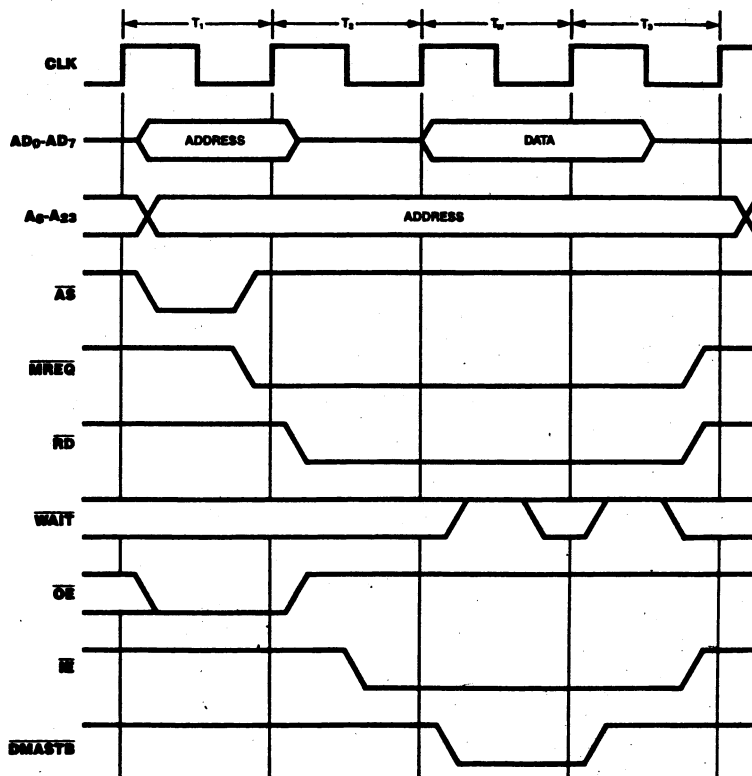 T₁ T₂ Tw T₃
CLK
AD₀-AD₇ ADDRESS DATA
A₈-A₂₃ ADDRESS
AS
MREQ
RD
WAIT
OE
IE
DMASTB